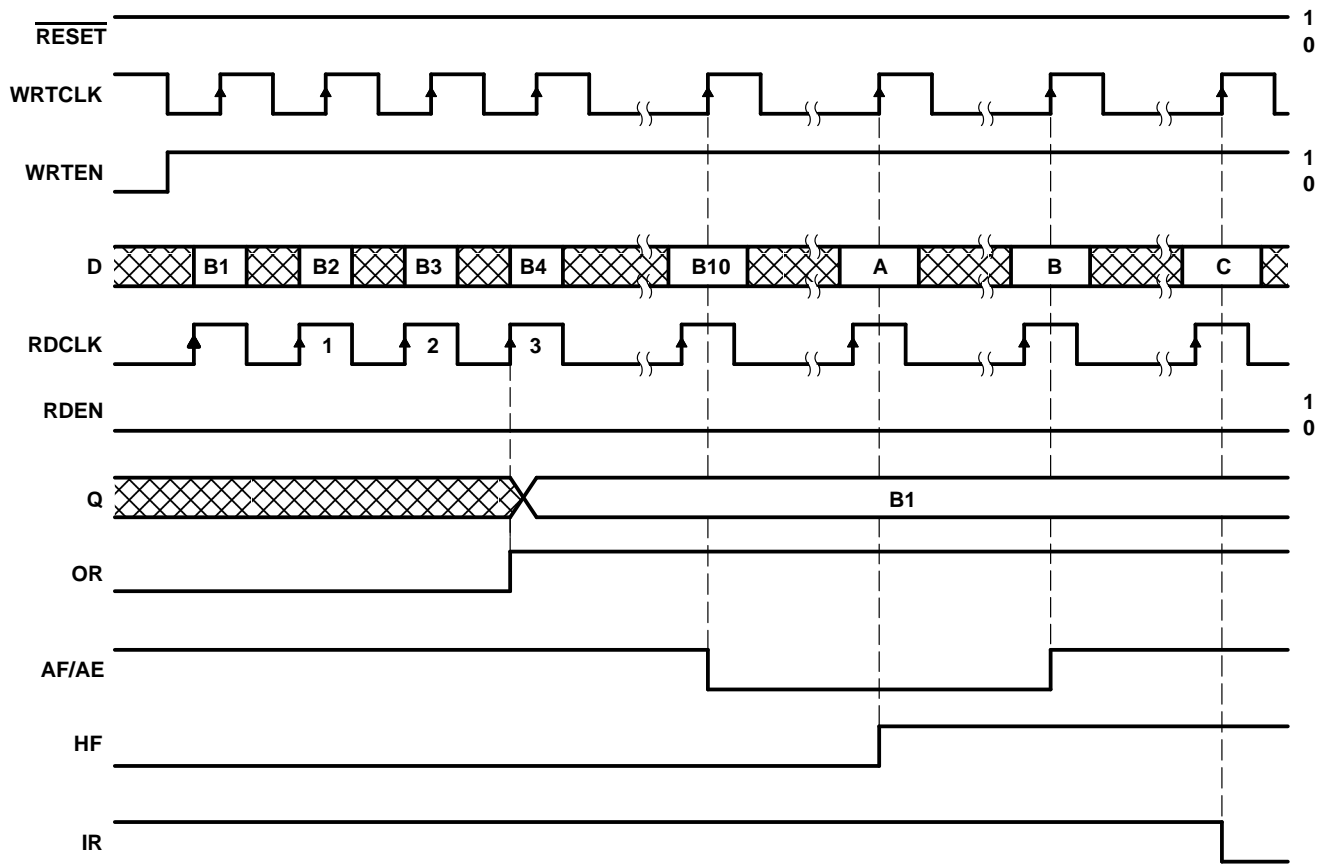 RESET 1
0
WRTCLK
WRTEN 1
0
D B1 B2 B3 B4 B10 A B C
RDCLK 1 2 3
RDEN 1
0
Q B1
OR
AF/AE
HF
IR